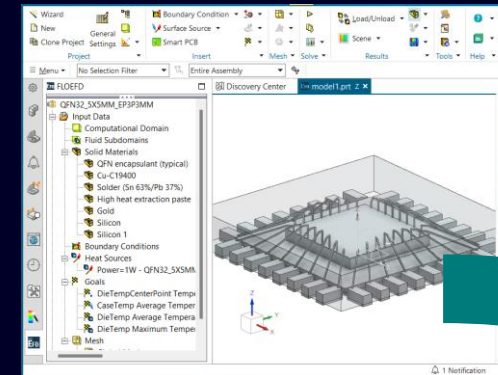 Wizard
New
Clone Project
General Settings
Boundary Condition
Surface Source
Smart PCB
Load/Unload
Scene
Project
Insert
Mesh
Solve
Results
Tools
Help
Menu
No Selection Filter
Entire Assembly
FLOEFD
Discovery Center
model1.prt
QFN32_5X5MM_EP3P3MM
Input Data
Computational Domain
Fluid Subdomains
Solid Materials
QFN encapsulant (typical)
Cu-C19400
Solder (Sn 63%/Pb 37%)
High heat extraction paste
Gold
Silicon
Silicon 1
Boundary Conditions
Heat Sources
Power=1W - QFN32_5X5MM
Goals
DieTempCenterPoint Temp
CaseTemp Average Temper
DieTemp Average Tempera
DieTemp Maximum Temper
Mesh
Z
Y
X
1 Notification